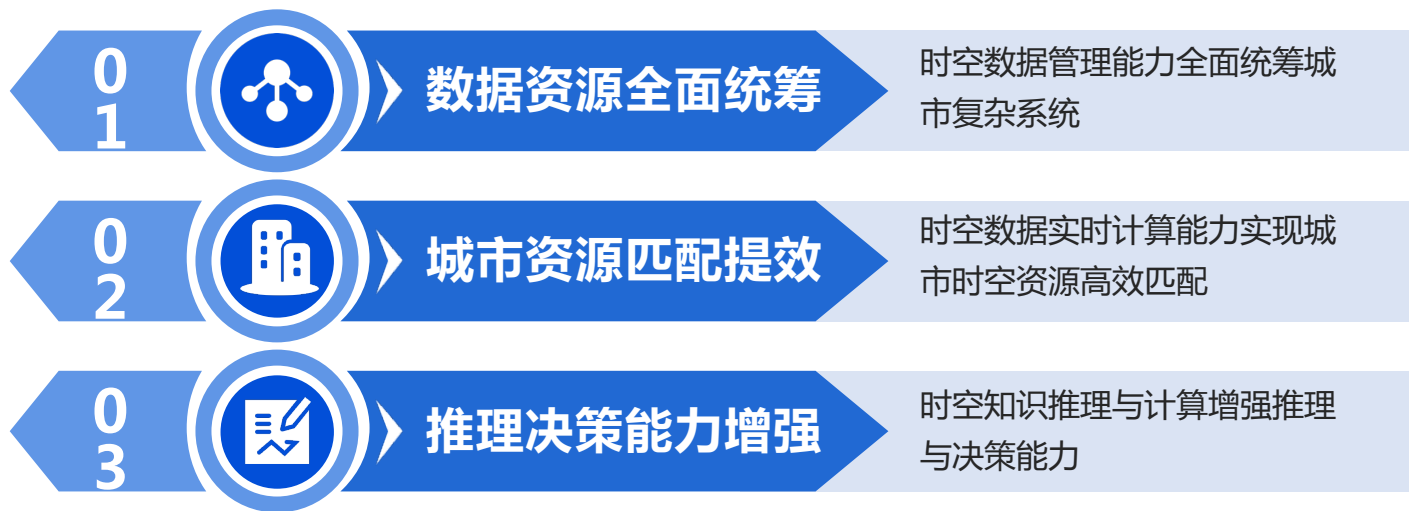 01
数据资源全面统筹
时空数据管理能力全面统筹城
市复杂系统
02
城市资源匹配提效
时空数据实时计算能力实现城
市时空资源高效匹配
03
推理决策能力增强
时空知识推理与计算增强推理
与决策能力